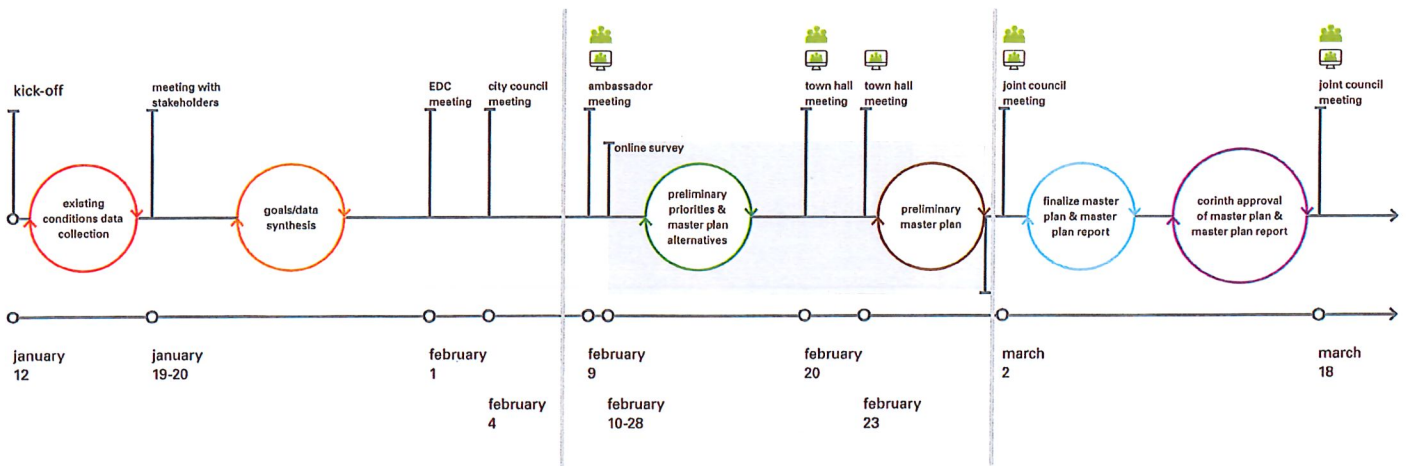 kick-off
meeting with
stakeholders
EDC
meeting
city council
meeting
ambassador
meeting
online survey
town hall
meeting
town hall
meeting
joint council
meeting
joint council
meeting
existing
conditions data
collection
goals/data
synthesis
preliminary
priorities &
master plan
alternatives
preliminary
master plan
finalize master
plan & master
plan report
corinth approval
of master plan &
master plan report
january
12
january
19-20
february
1
february
4
february
9
february
10-28
february
20
february
23
march
2
march
18